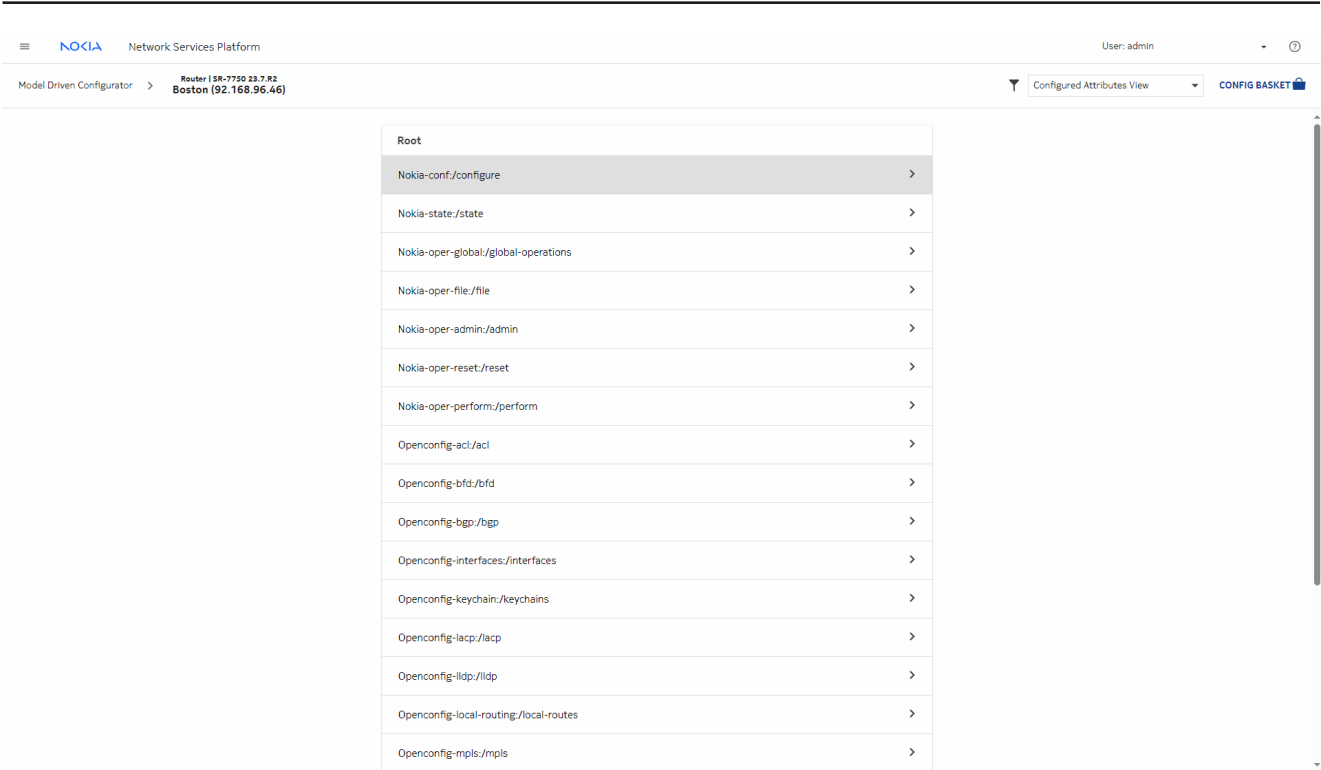 NOKIA Network Services Platform User: admin
Model Driven Configurator Router | SR-7750 23.7.R2 Configured Attributes View CONFIG BASKET
Boston (92.168.96.46)
Root
Nokia-conf:/configure
Nokia-state:/state
Nokia-oper-global:/global-operations
Nokia-oper-file:/file
Nokia-oper-admin:/admin
Nokia-oper-reset:/reset
Nokia-oper-perform:/perform
Openconfig-acl:/acl
Openconfig-bfd:/bfd
Openconfig-bgp:/bgp
Openconfig-interfaces:/interfaces
Openconfig-keychain:/keychains
Openconfig-lacp:/lacp
Openconfig-lldp:/lldp
Openconfig-local-routing:/local-routes
Openconfig-mpls:/mpls